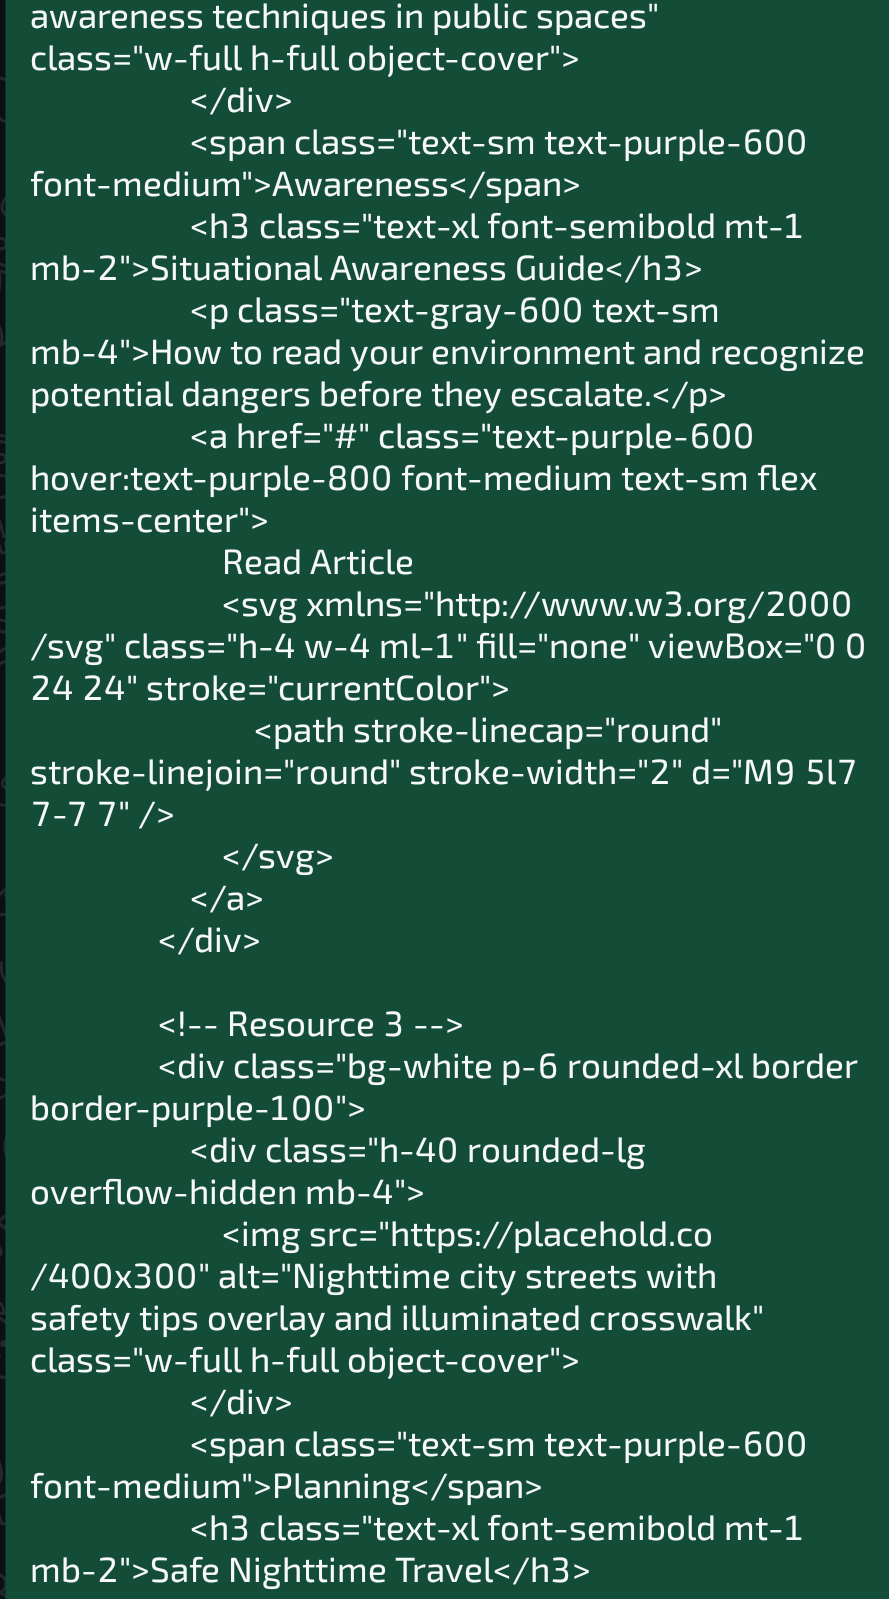 awareness techniques in public spaces"
class="w-full h-full object-cover">
</div>
<span class="text-sm text-purple-600
font-medium">Awareness</span>
<h3 class="text-xl font-semibold mt-1
mb-2">Situational Awareness Guide</h3>
<p class="text-gray-600 text-sm
mb-4">How to read your environment and recognize
potential dangers before they escalate.</p>
<a href="#" class="text-purple-600
hover:text-purple-800 font-medium text-sm flex
items-center">
Read Article
<svg xmlns="http://www.w3.org/2000
/svg" class="h-4 w-4 ml-1" fill="none" viewBox="0 0
24 24" stroke="currentColor">
<path stroke-linecap="round"
stroke-linejoin="round" stroke-width="2" d="M9 5l7
7-7 7" />
</svg>
</a>
</div>
<!-- Resource 3 -->
<div class="bg-white p-6 rounded-xl border
border-purple-100">
<div class="h-40 rounded-lg
overflow-hidden mb-4">
<img src="https://placehold.co
/400x300" alt="Nighttime city streets with
safety tips overlay and illuminated crosswalk"
class="w-full h-full object-cover">
</div>
<span class="text-sm text-purple-600
font-medium">Planning</span>
<h3 class="text-xl font-semibold mt-1
mb-2">Safe Nighttime Travel</h3>